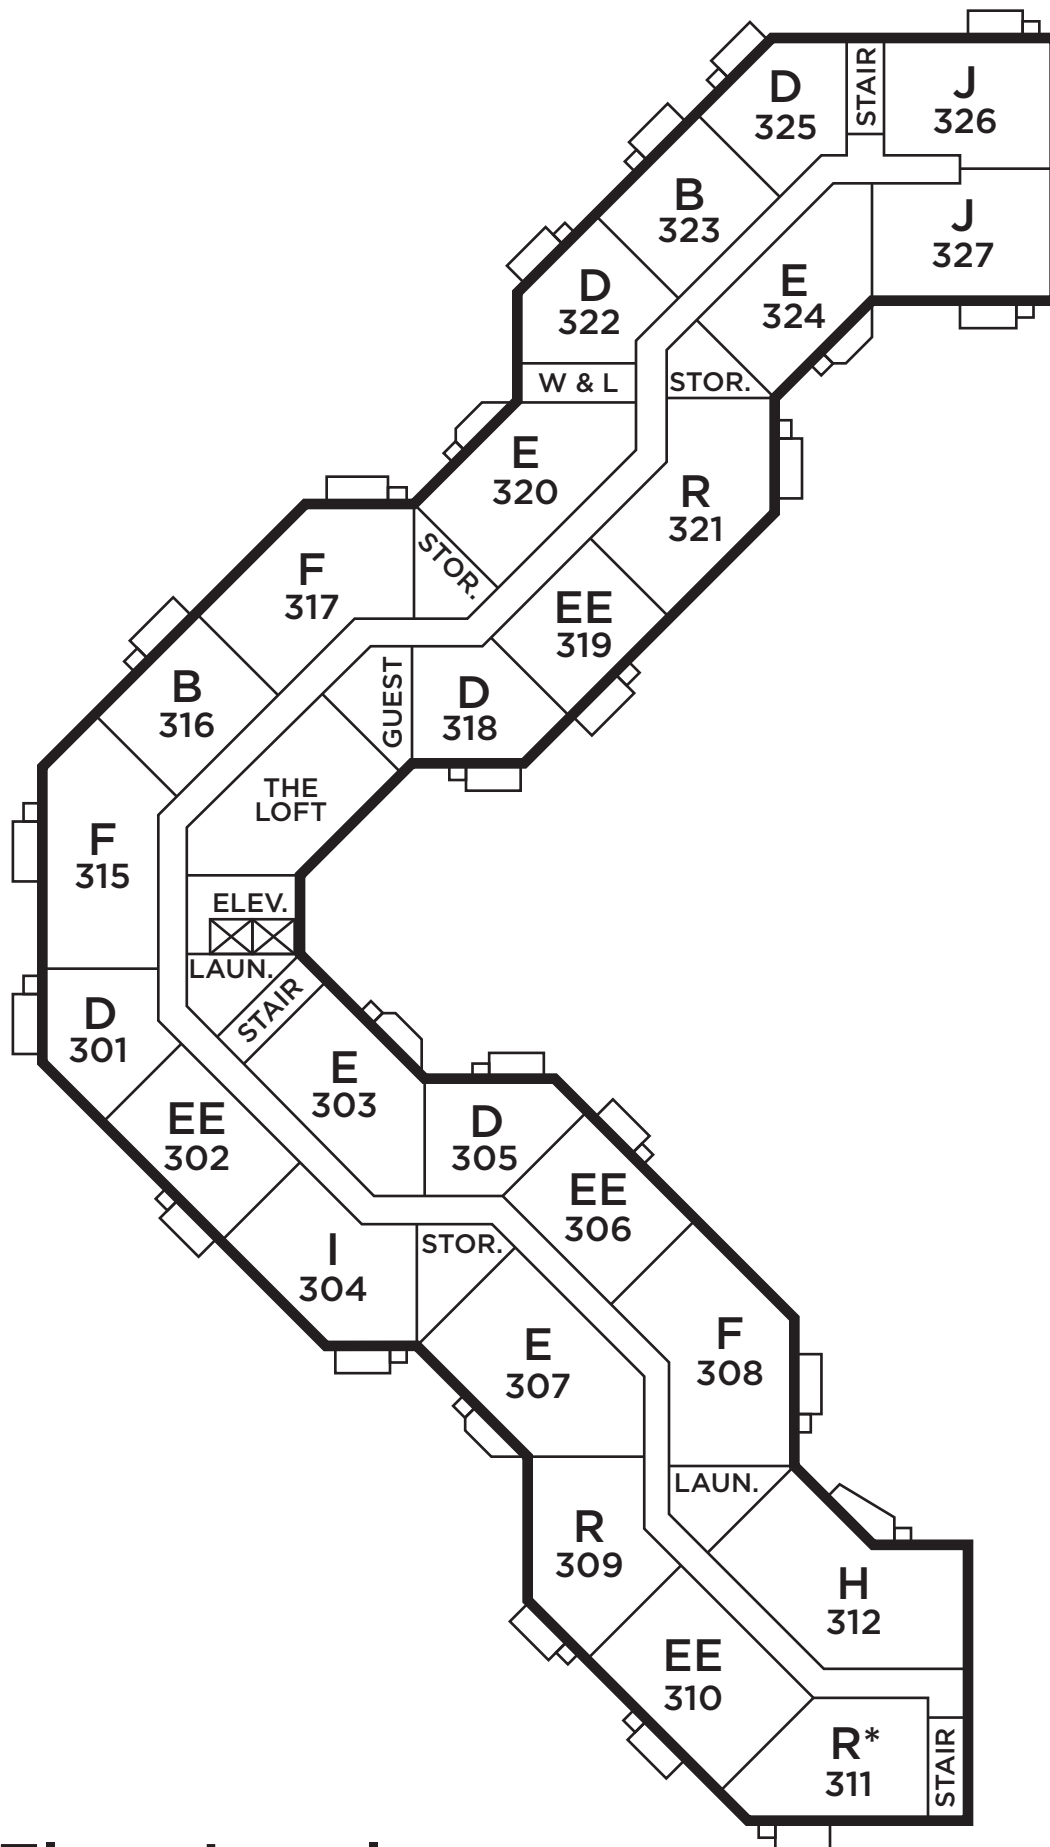 D
325
STAIR
J
326
B
323
J
327
D
322
E
324
W & L
STOR.
E
320
R
321
STOR.
F
317
EE
319
GUEST
D
318
B
316
THE
LOFT
F
315
ELEV.
LAUN.
STAIR
D
301
E
303
EE
302
D
305
EE
306
I
304
STOR.
E
307
F
308
LAUN.
R
309
H
312
EE
310
R*
311
STAIR